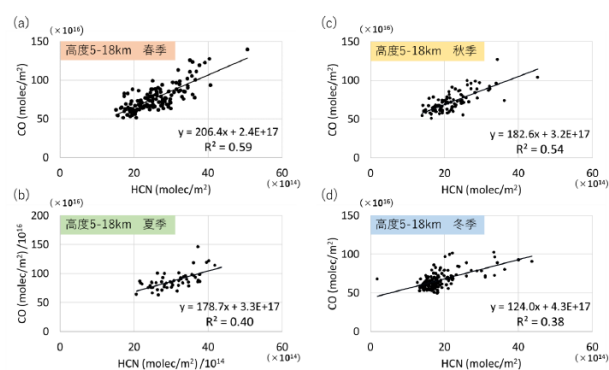 (a)
(×10¹⁶)
150
100
50
0
CO (molec/m²)
高度5-18km 春季
y = 206.4x + 2.4E+17
R² = 0.59
0 20 40 60
HCN (molec/m²)
(×10¹⁴)
(b)
(×10¹⁶)
200
150
100
50
0
CO (molec/m²) /10¹⁶
高度5-18km 夏季
y = 178.7x + 3.3E+17
R² = 0.40
0 20 40 60
HCN (molec/m²) /10¹⁴
(×10¹⁴)
(c)
(×10¹⁶)
150
100
50
0
CO (molec/m²)
高度5-18km 秋季
y = 182.6x + 3.2E+17
R² = 0.54
0 20 40 60
HCN (molec/m²)
(×10¹⁴)
(d)
(×10¹⁶)
150
100
50
0
CO (molec/m²)
高度5-18km 冬季
y = 124.0x + 4.3E+17
R² = 0.38
0 20 40 60
HCN (molec/m²)
(×10¹⁴)